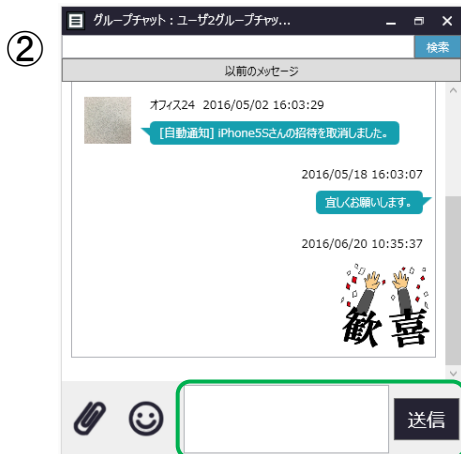 ②
グループチャット：ユーザ2グループチャッ...
検索
以前のメッセージ
オフィス24 2016/05/02 16:03:29
[自動通知] iPhone5Sさんの招待を取消しました。
2016/05/18 16:03:07
宜しくお願いします。
2016/06/20 10:35:37
歓喜
送信